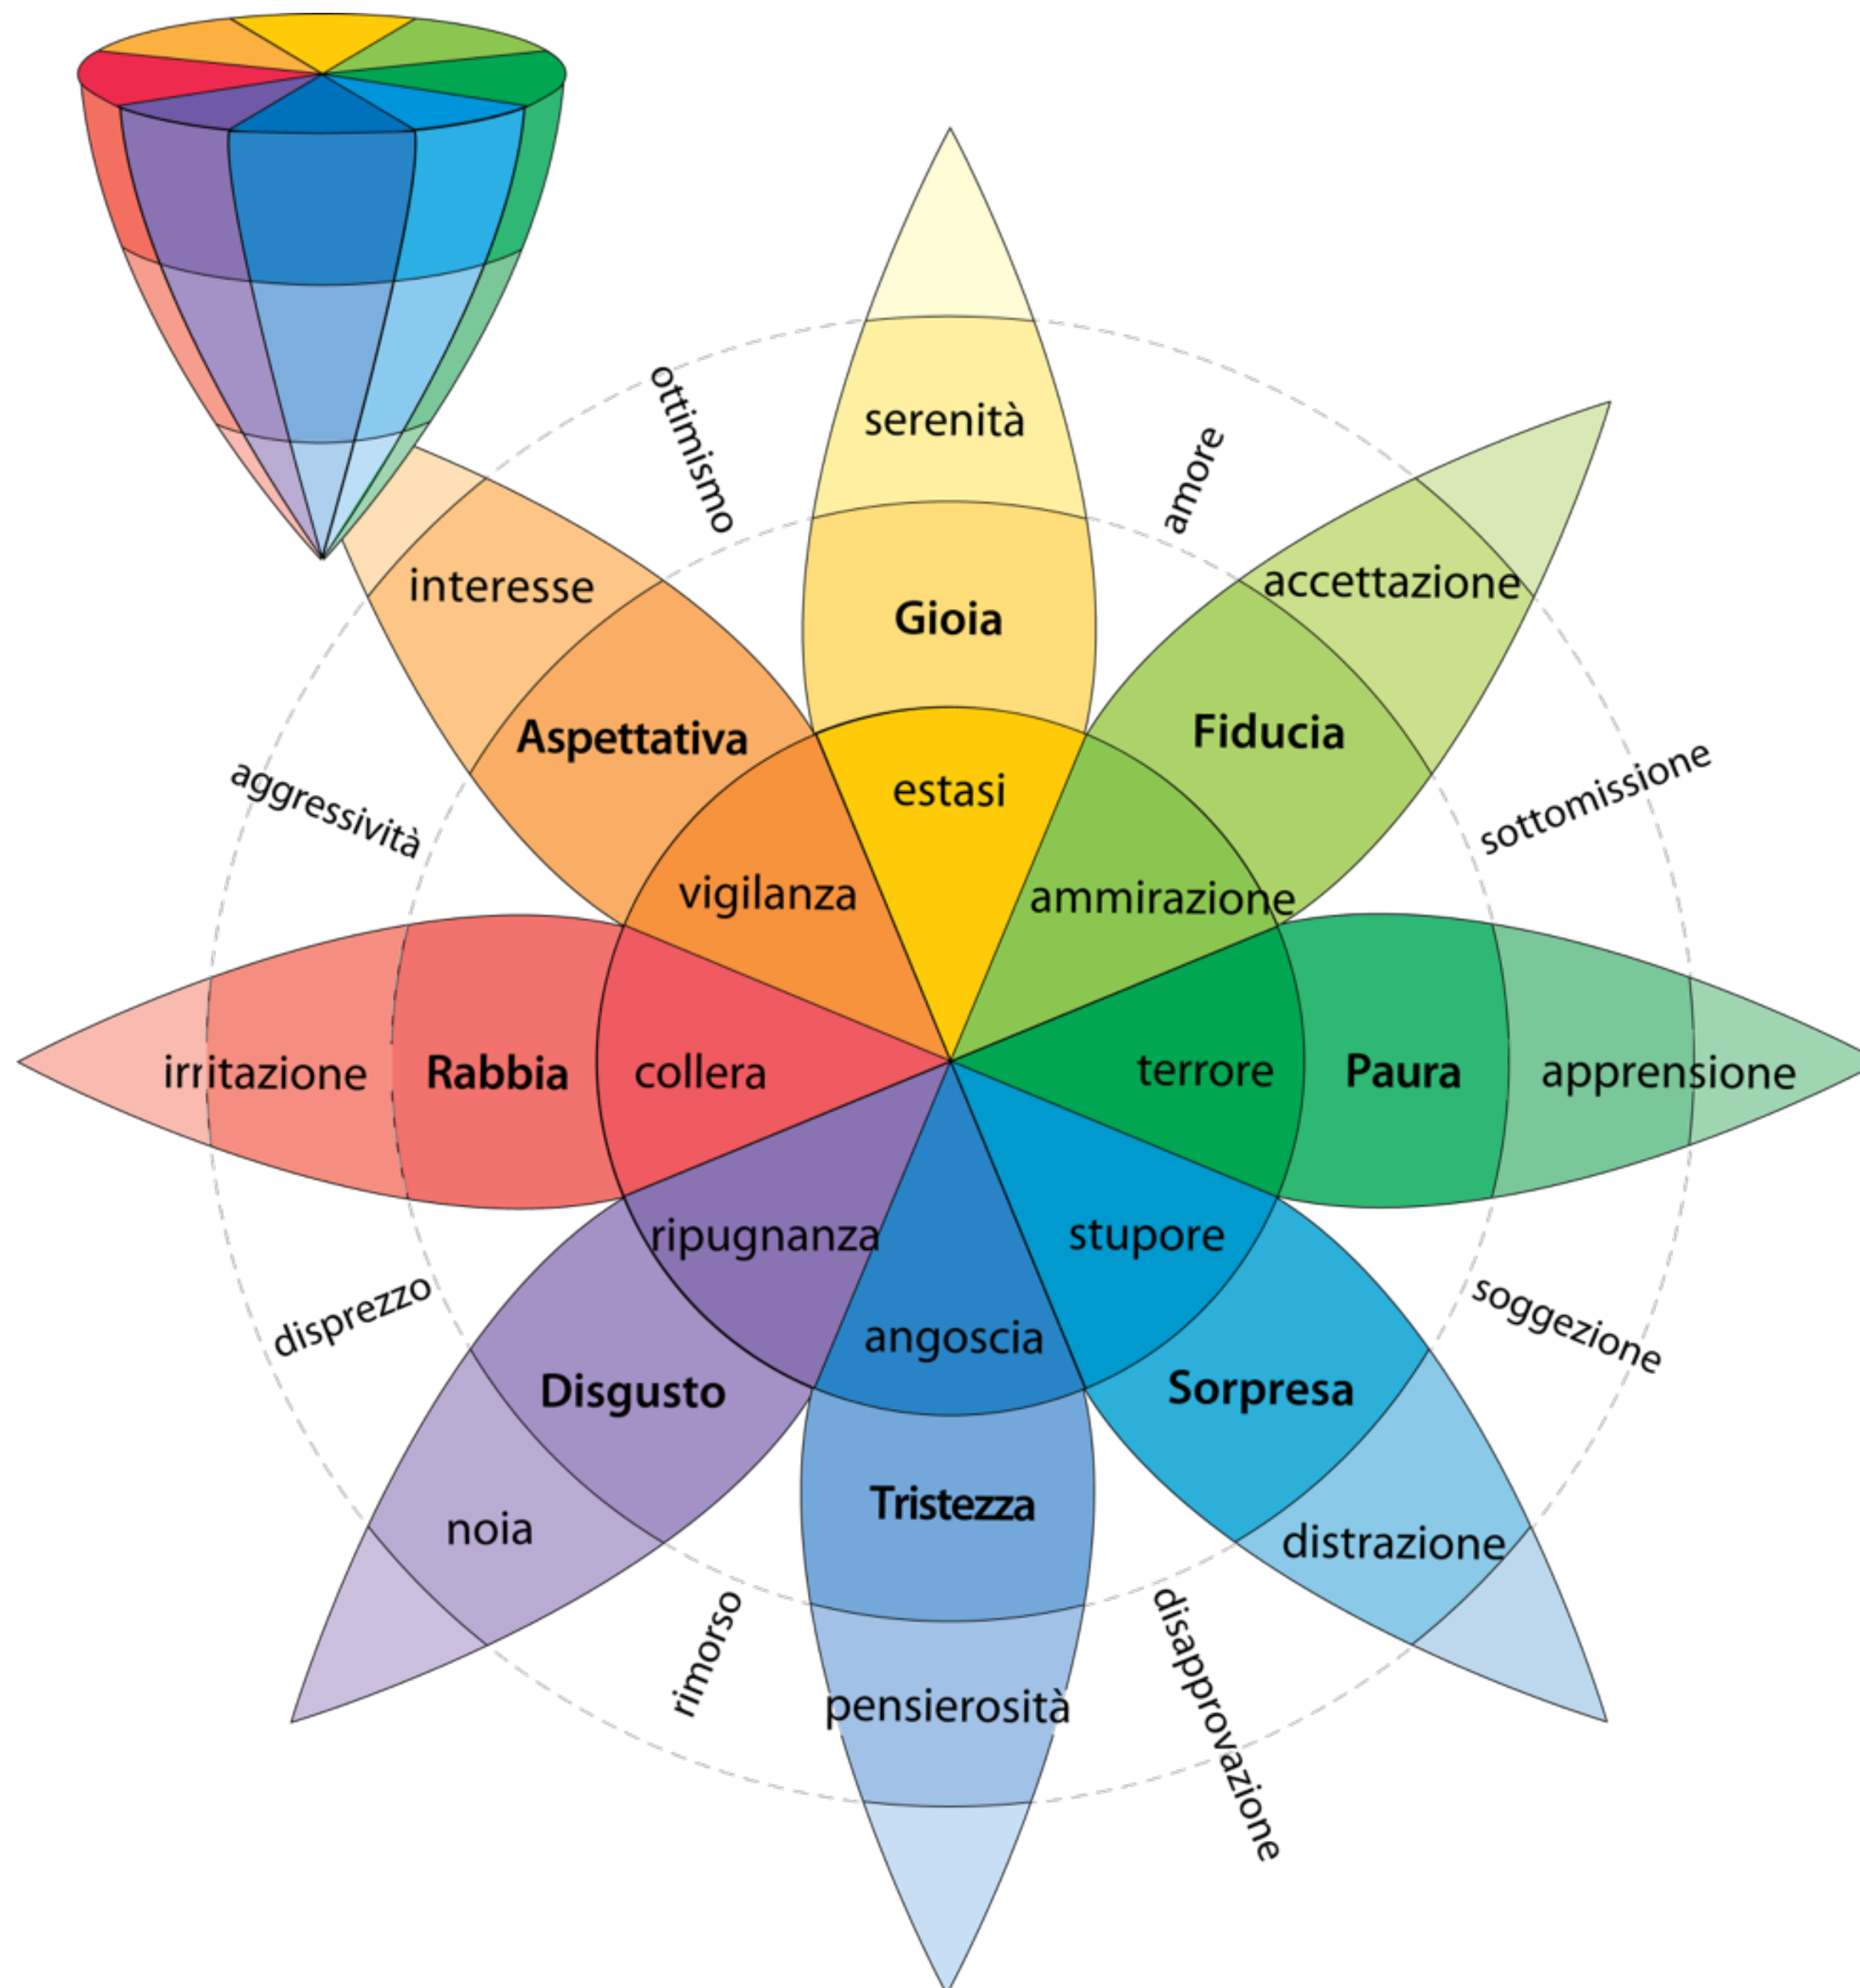 ottimismo
serenità
amore
interesse
accettazione
Gioia
Aspettativa
Fiducia
aggressività
estasi
sottomissione
vigilanza
ammirazione
irritazione
Rabbia
collera
terrore
Paura
apprensione
ripugnanza
stupore
disprezzo
angoscia
soggezione
Disgusto
Sorpresa
Tristezza
noia
distrazione
rimorso
pensierosità
disapprovazione